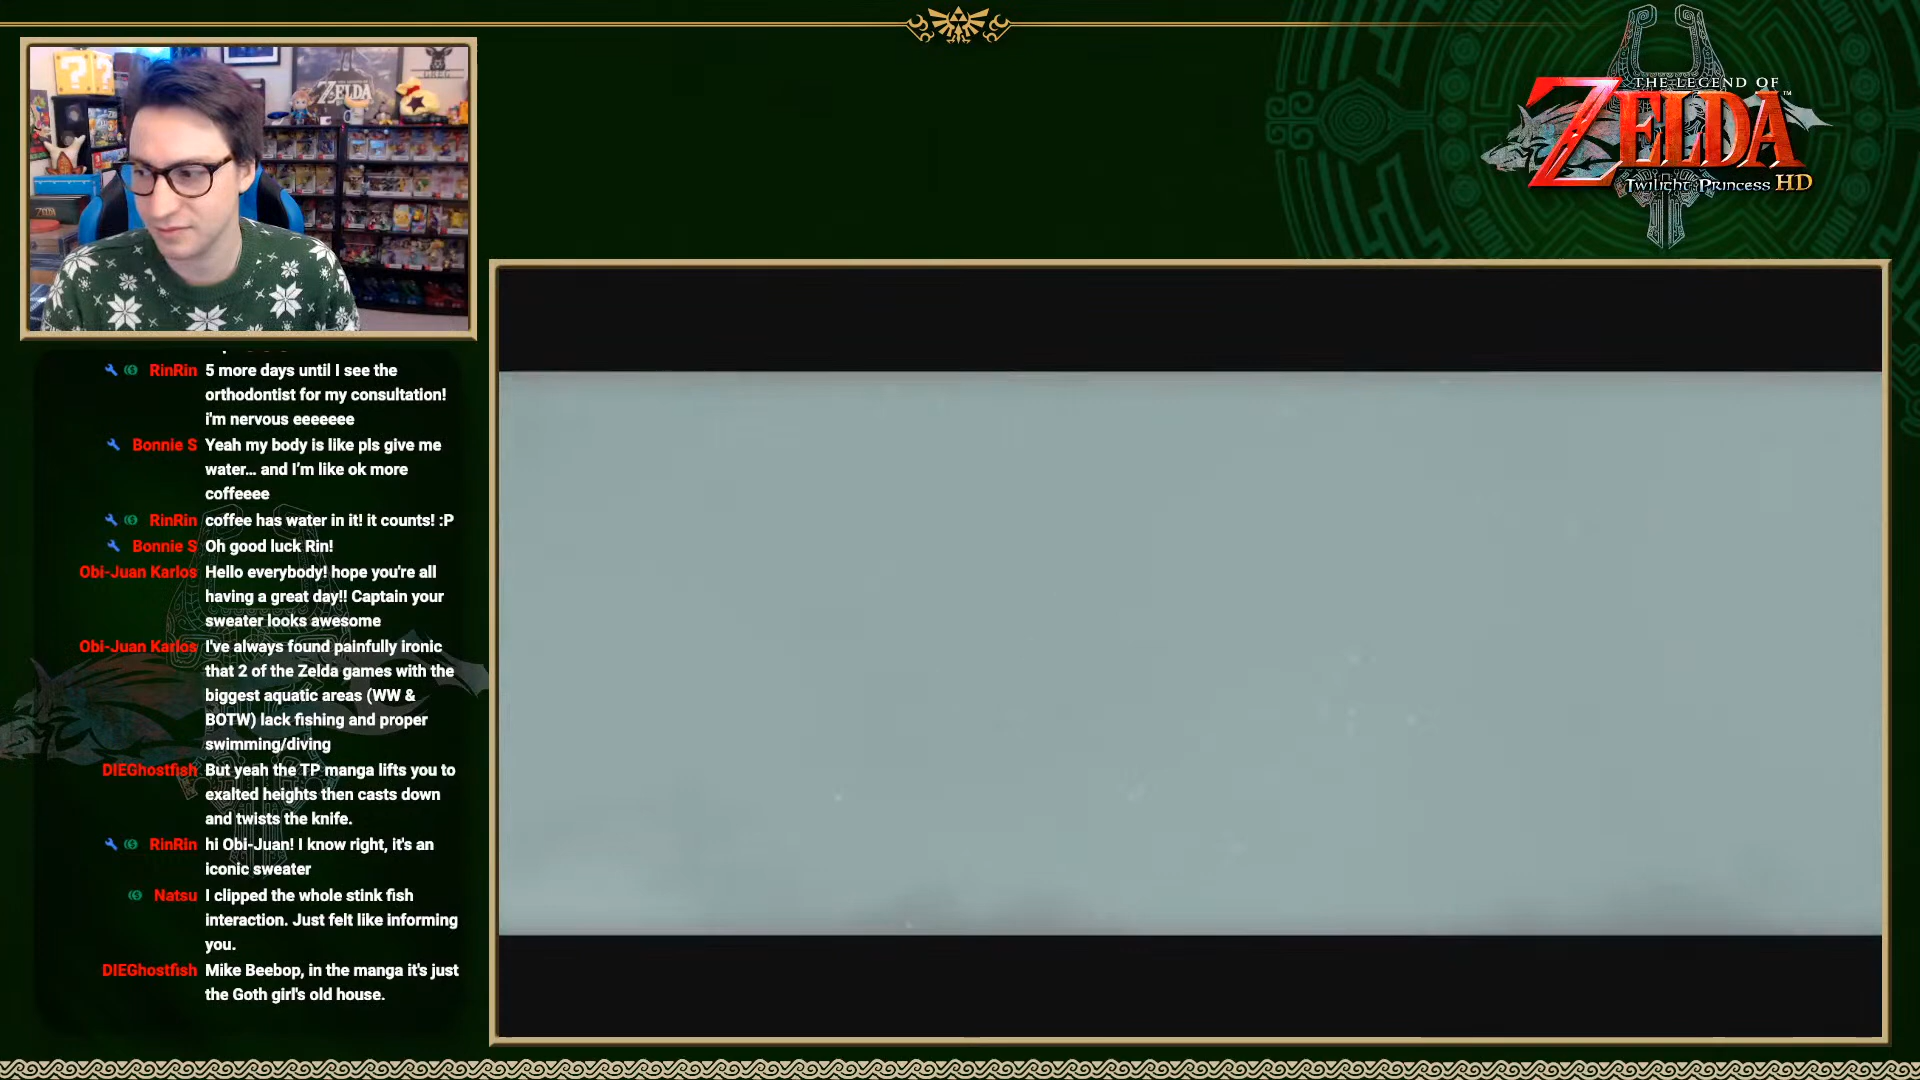 THE LEGEND OF
ZELDA™
Twilight Princess HD
ZELDA
GREG
RinRin 5 more days until I see the
orthodontist for my consultation!
i'm nervous eeeeeee
Bonnie S Yeah my body is like pls give me
water... and I'm like ok more
coffeeee
RinRin coffee has water in it! it counts! :P
Bonnie S Oh good luck Rin!
Obi-Juan Karlos Hello everybody! hope you're all
having a great day!! Captain your
sweater looks awesome
Obi-Juan Karlos I've always found painfully ironic
that 2 of the Zelda games with the
biggest aquatic areas (WW &
BOTW) lack fishing and proper
swimming/diving
DIEGhostfish But yeah the TP manga lifts you to
exalted heights then casts down
and twists the knife.
RinRin hi Obi-Juan! I know right, it's an
iconic sweater
Natsu I clipped the whole stink fish
interaction. Just felt like informing
you.
DIEGhostfish Mike Beebop, in the manga it's just
the Goth girl's old house.